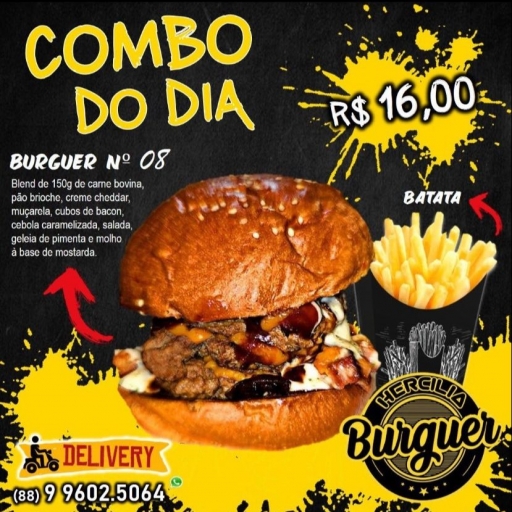 COMBO
DO DIA
R$ 16,00
BURGUER Nº 08
Blend de 150g de carne bovina,
pão brioche, creme cheddar,
muçarela, cubos de bacon,
cebola caramelizada, salada,
geleia de pimenta e molho
á base de mostarda.
BATATA
HERCILIA
Burguer
DELIVERY
(88) 9 9602.5064